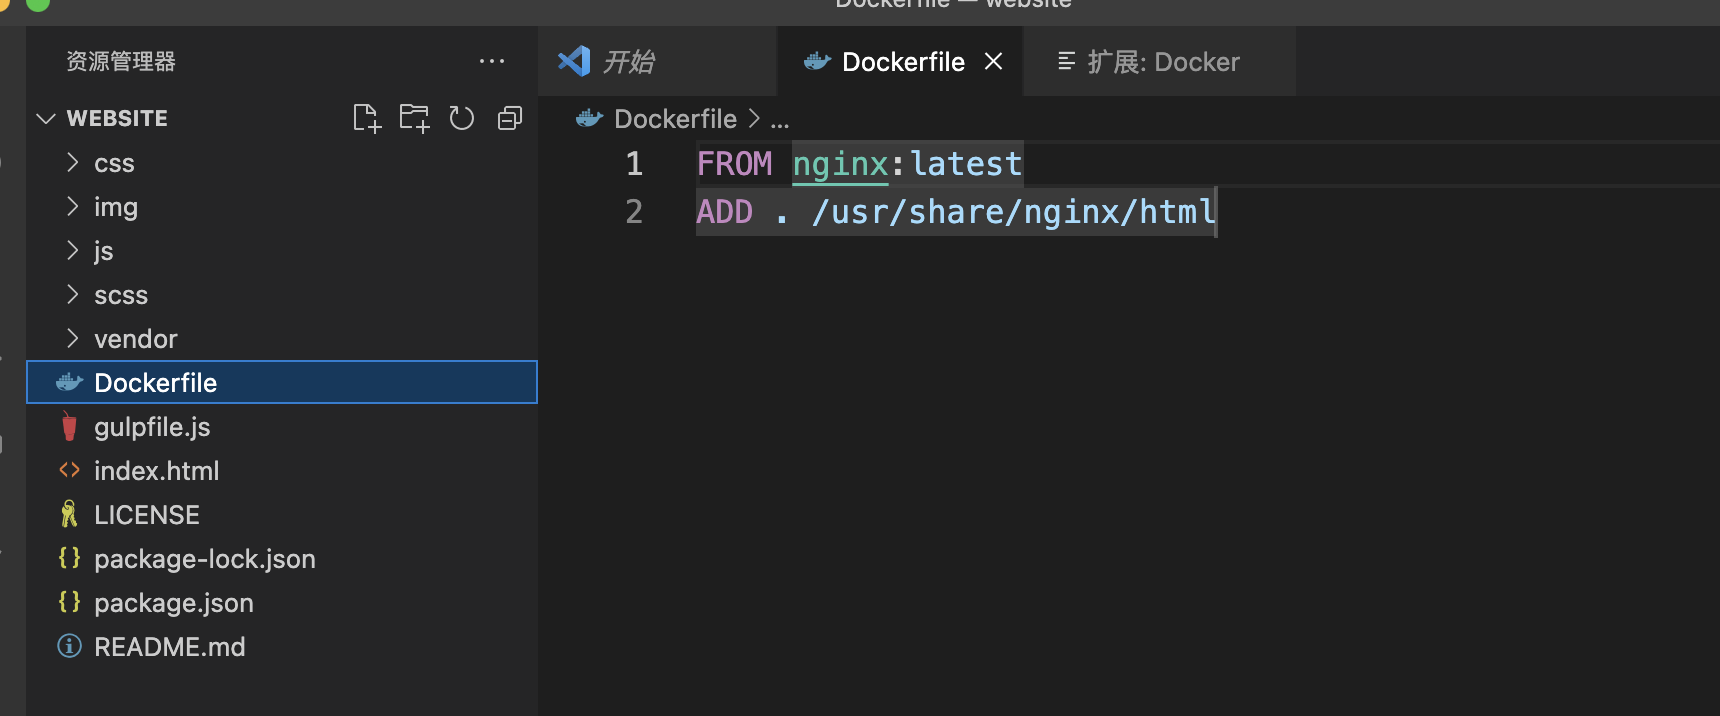 Dockerfile — website
资源管理器
WEBSITE
css
img
js
scss
vendor
Dockerfile
gulpfile.js
index.html
LICENSE
package-lock.json
package.json
README.md
开始
Dockerfile
扩展: Docker
Dockerfile > ...
1 FROM nginx:latest
2 ADD . /usr/share/nginx/html